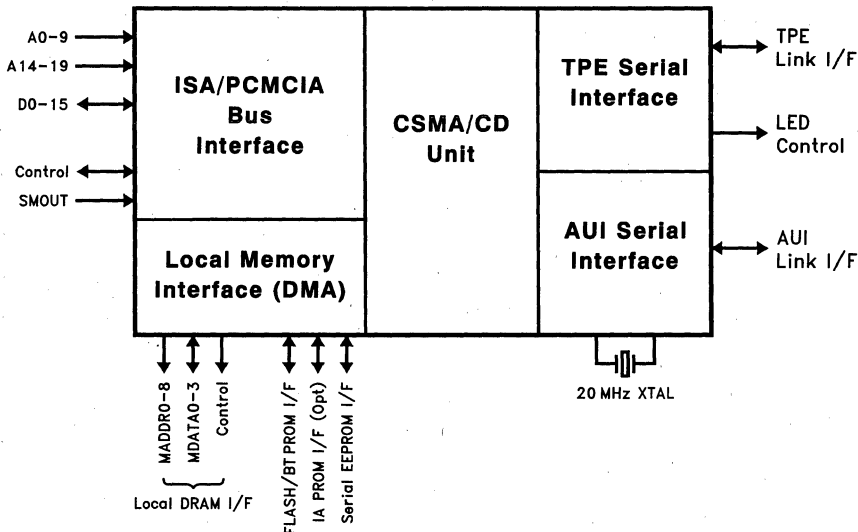 A0-9
A14-19
D0-15
Control
SMOUT
ISA/PCMCIA
Bus
Interface
Local Memory
Interface (DMA)
CSMA/CD
Unit
TPE Serial
Interface
AUI Serial
Interface
TPE
Link I/F
LED
Control
AUI
Link I/F
20 MHz XTAL
MADDR0-8
MDATA0-3
Control
Local DRAM I/F
FLASH/BT PROM I/F
IA PROM I/F (Opt)
Serial EEPROM I/F